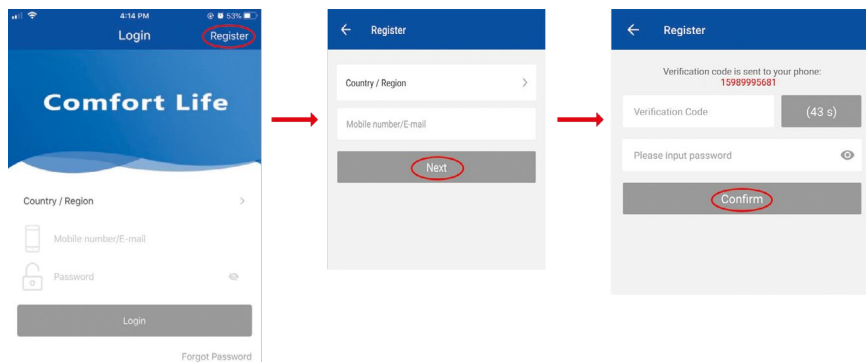 4:14 PM
53%
Login
Register
Comfort Life
Country / Region
Mobile number/E-mail
Password
Login
Forgot Password
Register
Country / Region
Mobile number/E-mail
Next
Register
Verification code is sent to your phone:
15989995681
Verification Code
(43 s)
Please input password
Confirm